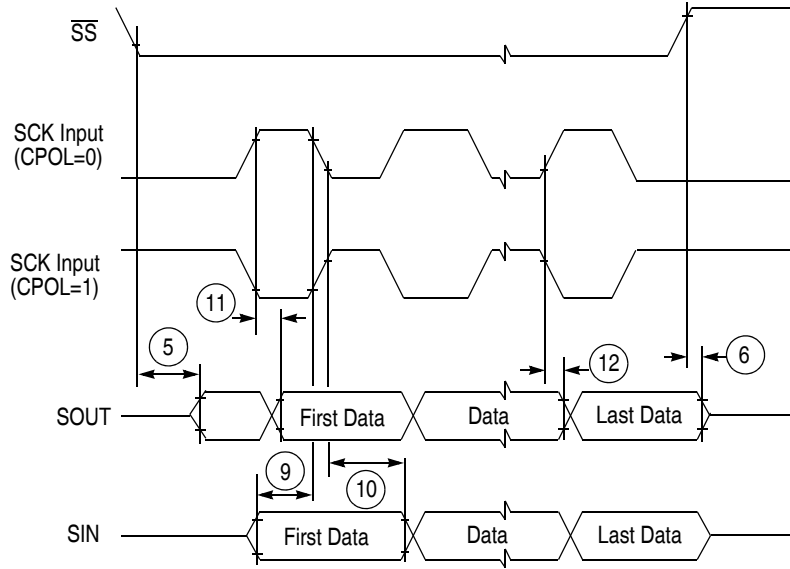 SS
SCK Input
(CPOL=0)
SCK Input
(CPOL=1)
11
5
12
6
SOUT
First Data
Data
Last Data
9
10
SIN
First Data
Data
Last Data